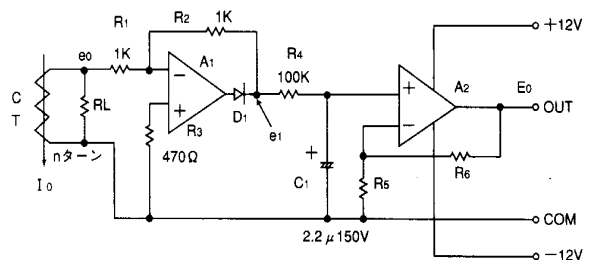 R1
R2
1K
1K
e0
C
T
RL
nターン
I0
A1
−
+
R3
470Ω
D1
e1
R4
100K
+
C1
2.2μ150V
A2
+
−
R5
R6
E0
+12V
OUT
COM
−12V